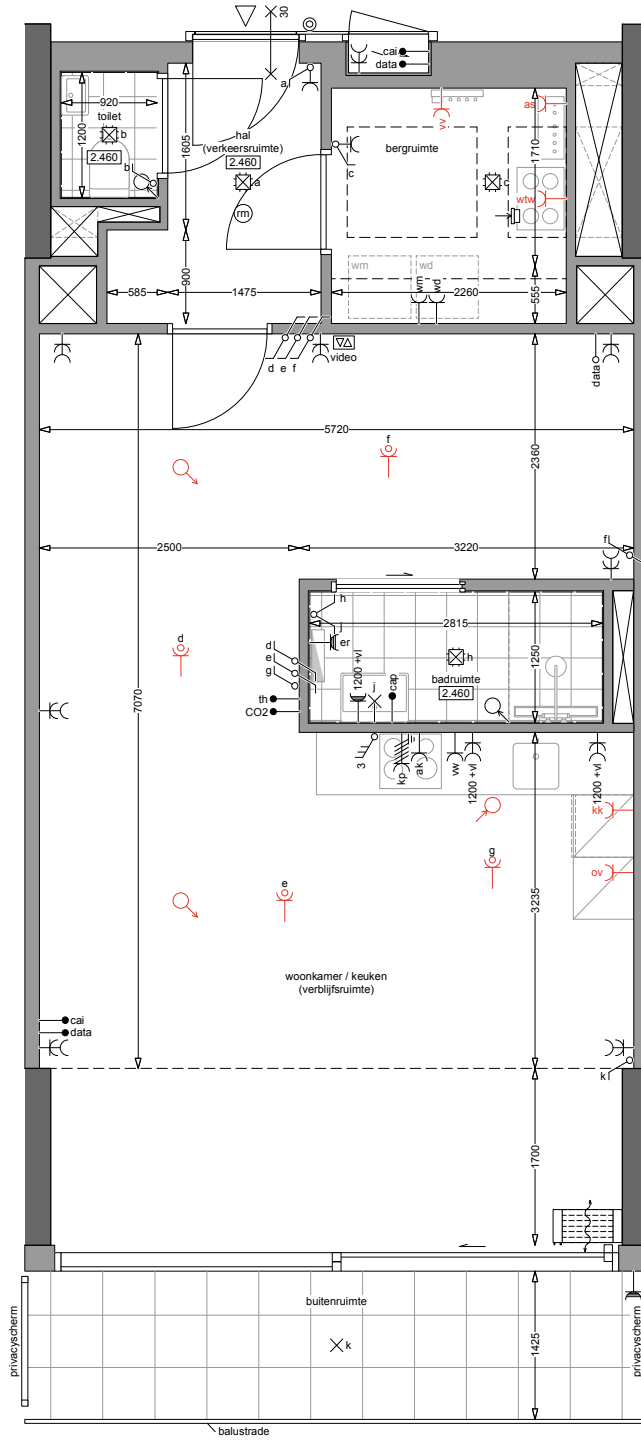 30
cai
data
a
920
toilet
b
1200
2.460
b
hal
(verkeersruimte)
2.460
a
1605
rm
c
bergruimte
vv
as
1710
c
wtw
900
585
1475
wm
wd
wm
wd
2260
555
d e f
video
data
5720
f
2360
2500
3220
f
h
j
2815
er
d
h
1250
d
e
g
1200 +vl
j
cap
badruimte
2.460
th
CO2
7070
3
kp
ak
vw
1200 +vl
1200 +vl
kk
g
ov
e
3235
woonkamer / keuken
(verblijfsruimte)
cai
data
k
1700
buitenruimte
privacyscherm
k
1425
privacyscherm
balustrade